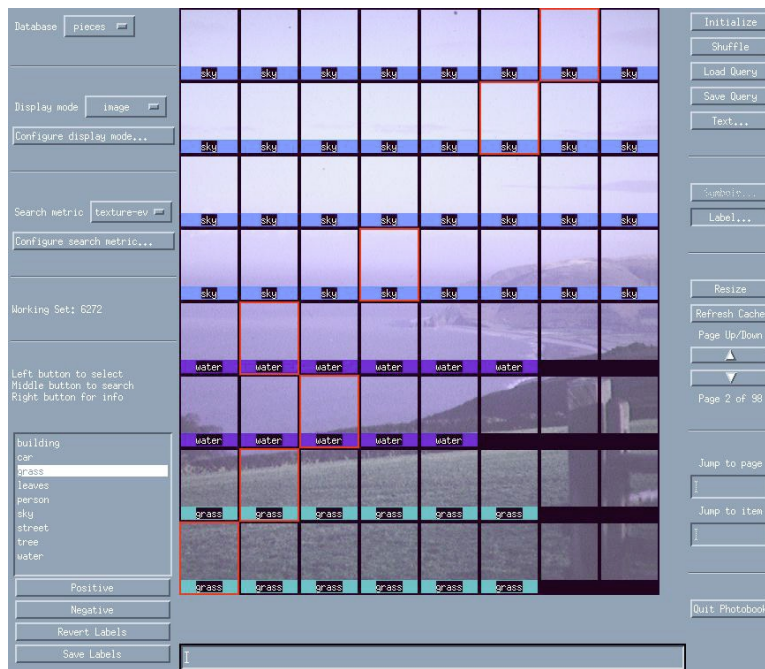 Database pieces
Display mode image
Configure display mode...
Search metric texture-ev
Configure search metric...
Working Set: 6272
Left button to select
Middle button to search
Right button for info
building
car
grass
leaves
person
sky
street
tree
water
Positive
Negative
Revert Labels
Save Labels
sky sky sky sky sky sky sky sky
sky sky sky sky sky sky sky sky
sky sky sky sky sky sky sky sky
sky sky sky sky sky sky sky sky
water water water water water water
water water water water water
grass grass grass grass grass grass
grass grass grass grass grass grass
Initialize
Shuffle
Load Query
Save Query
Text...
Symbols...
Label...
Resize
Refresh Cache
Page Up/Down
Page 2 of 98
Jump to page
Jump to item
Quit Photobook